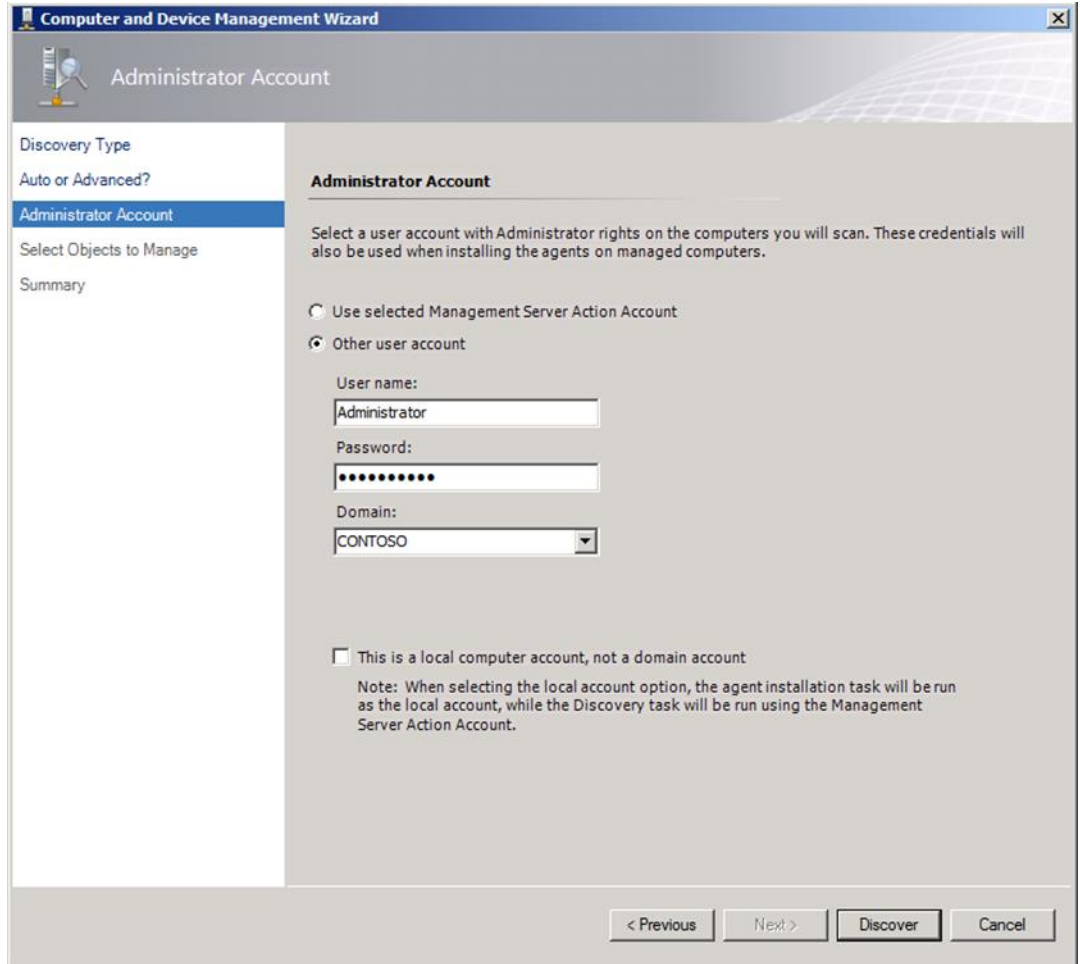 Computer and Device Management Wizard
Administrator Account
Discovery Type
Auto or Advanced?
Administrator Account
Select Objects to Manage
Summary
Administrator Account
Select a user account with Administrator rights on the computers you will scan. These credentials will
also be used when installing the agents on managed computers.
Use selected Management Server Action Account
Other user account
User name:
Administrator
Password:
••••••••••
Domain:
CONTOSO
This is a local computer account, not a domain account
Note: When selecting the local account option, the agent installation task will be run
as the local account, while the Discovery task will be run using the Management
Server Action Account.
< Previous
Next >
Discover
Cancel